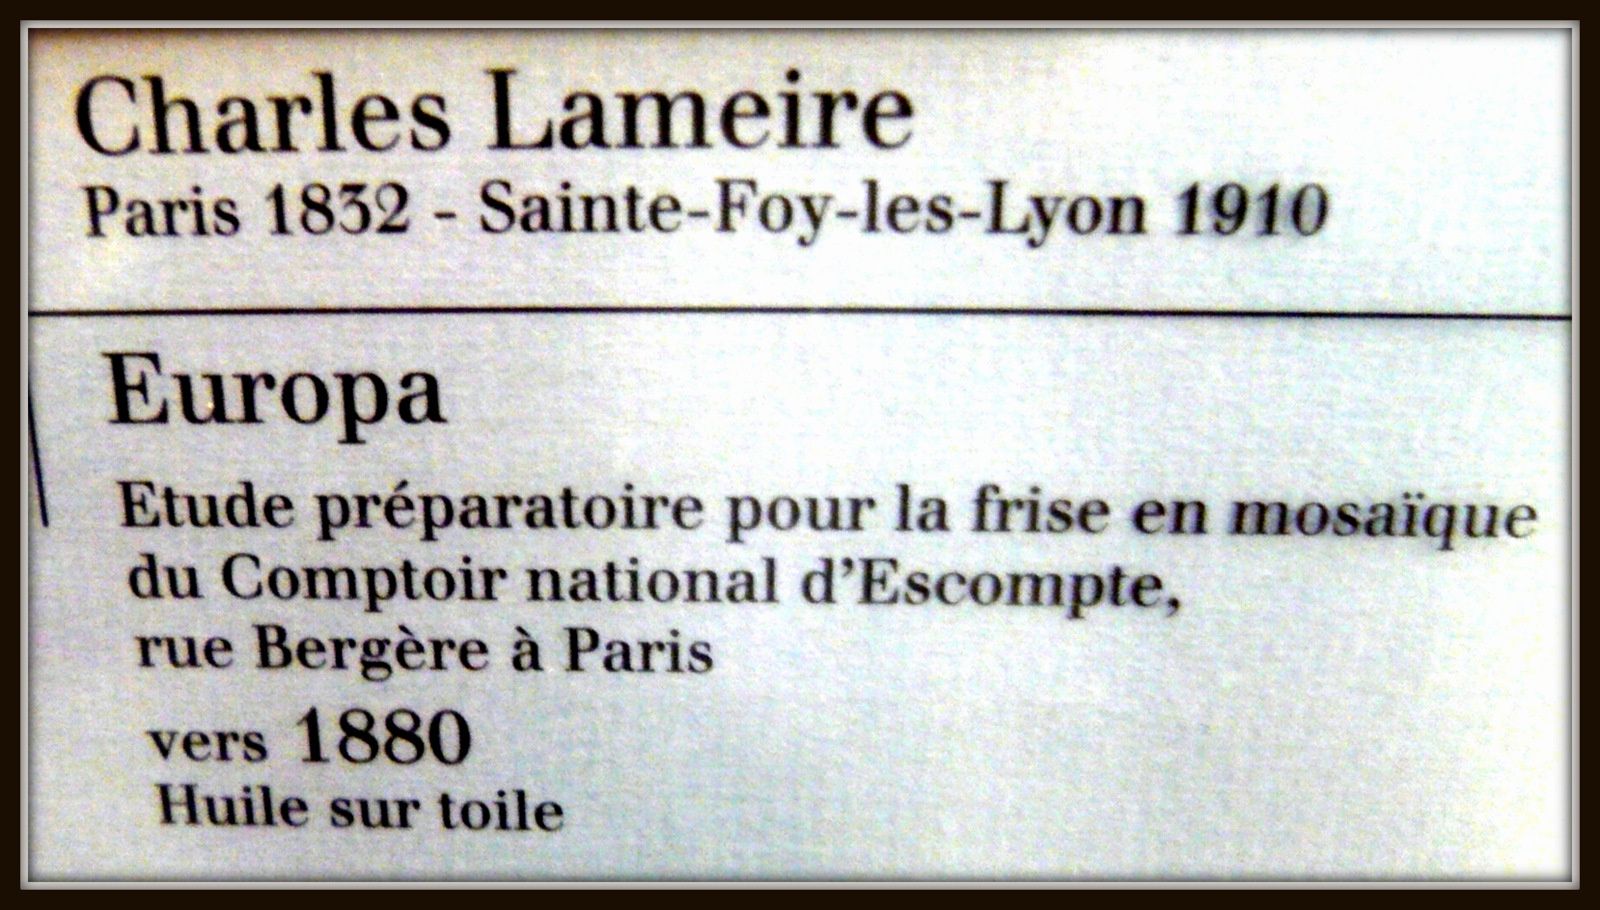 Charles Lameire
Paris 1832 - Sainte-Foy-les-Lyon 1910
Europa
Etude préparatoire pour la frise en mosaïque
du Comptoir national d'Escompte,
rue Bergère à Paris
vers 1880
Huile sur toile